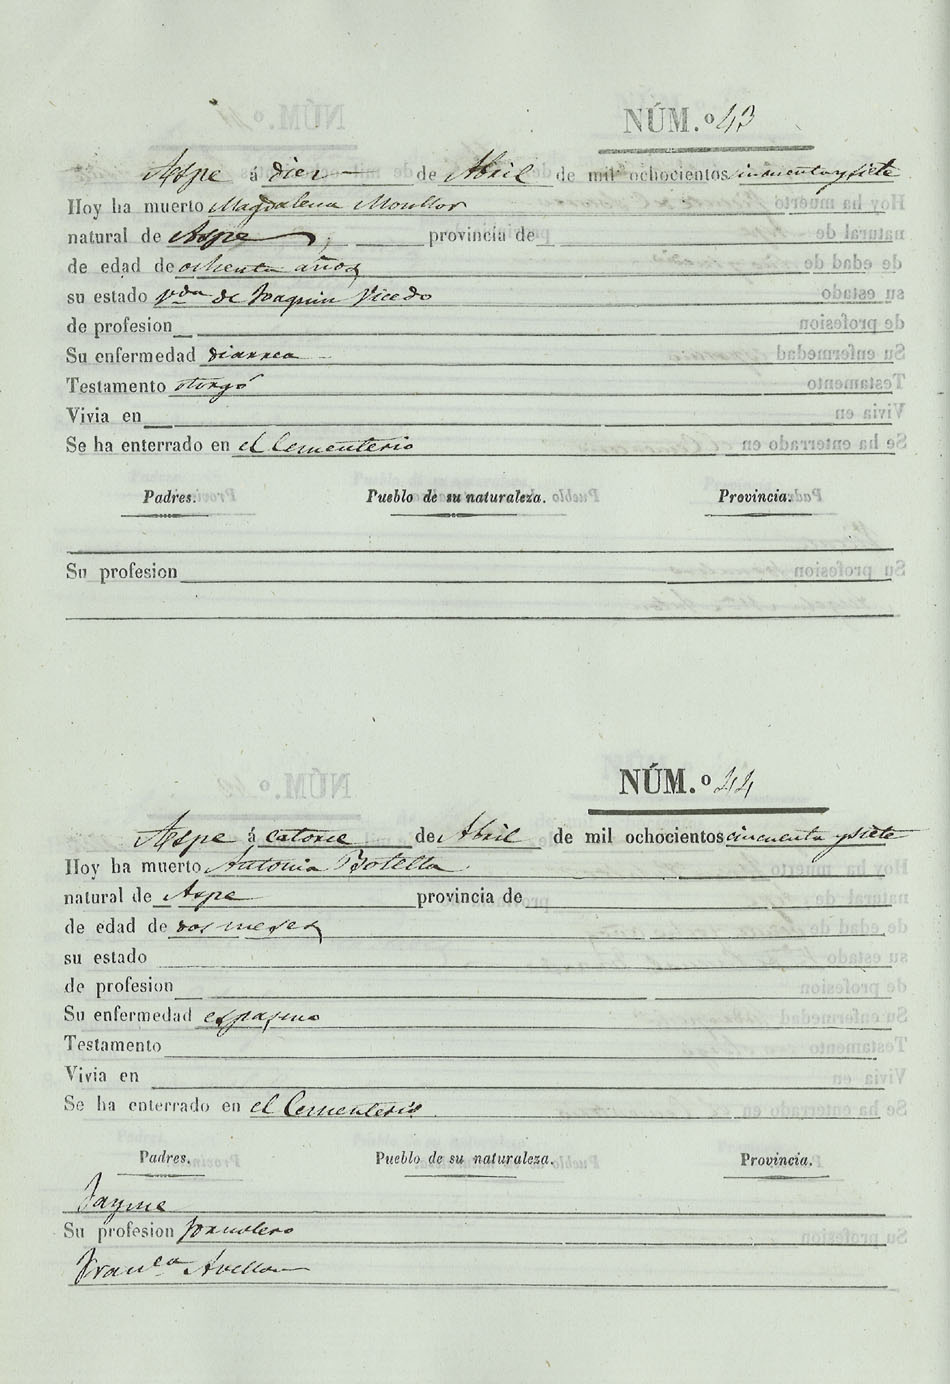 NÚM.º 43
Aspe á diez de Abril de mil ochocientos cincuenta y siete
Hoy ha muerto Magdalena Monllor
natural de Aspe provincia de
de edad de ochenta años
su estado Vda de Joaquin Vicedo
de profesion
Su enfermedad diarrea
Testamento otorgó
Vivia en
Se ha enterrado en el Cementerio
Padres. Pueblo de su naturaleza. Provincia.
Su profesion
NÚM.º 44
Aspe á catorce de Abril de mil ochocientos cincuenta y siete
Hoy ha muerto Antonia Botella
natural de Aspe provincia de
de edad de dos meses
su estado
de profesion
Su enfermedad espasmo
Testamento
Vivia en
Se ha enterrado en el Cementerio
Padres. Pueblo de su naturaleza. Provincia.
Jayme
Su profesion Jornalero
Franca Avellan